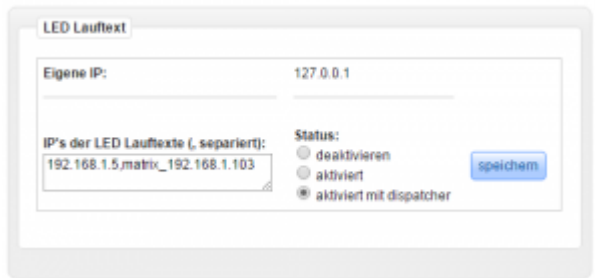 LED Lauftext
Eigene IP:
127.0.0.1
IP's der LED Lauftexte (, separiert):
192.168.1.5,matrix_192.168.1.103
Status:
deaktivieren
aktiviert
aktiviert mit dispatcher
speichern